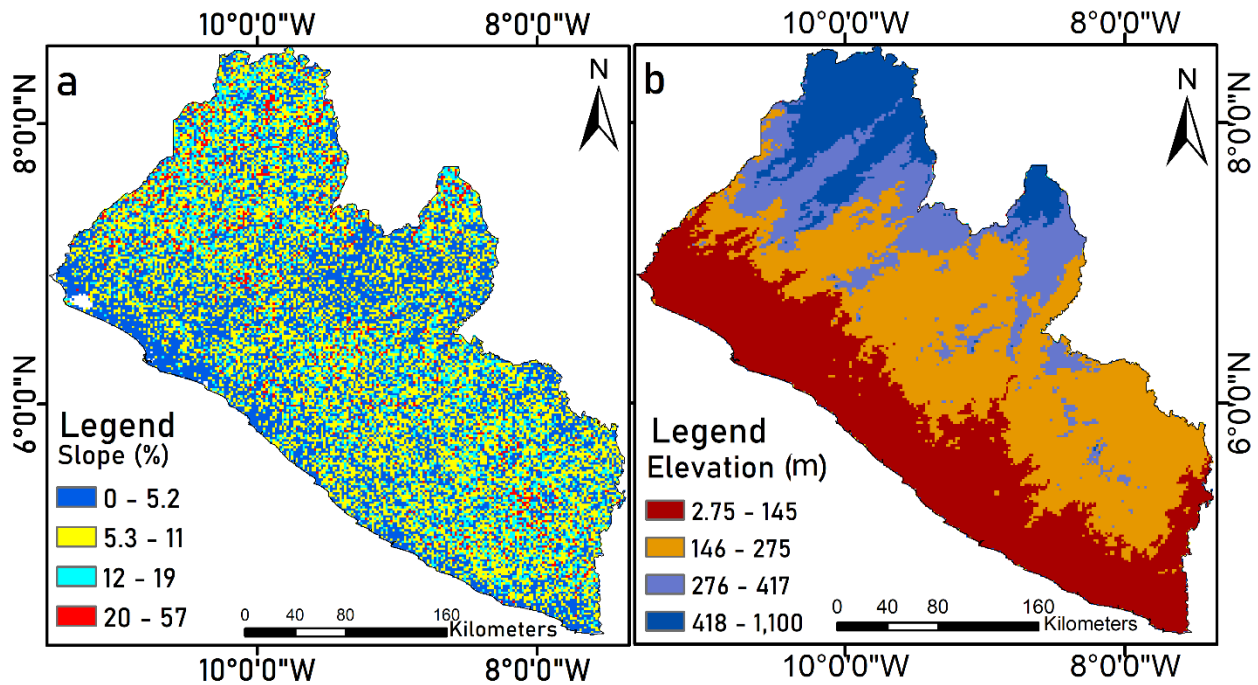 10°0'0"W 8°0'0"W
8°0'0"N
6°0'0"N
a
N
Legend
Slope (%)
0 - 5.2
5.3 - 11
12 - 19
20 - 57
0 40 80 160
Kilometers
10°0'0"W 8°0'0"W
10°0'0"W 8°0'0"W
b
N
8°0'0"N
6°0'0"N
Legend
Elevation (m)
2.75 - 145
146 - 275
276 - 417
418 - 1,100
0 40 80 160
Kilometers
10°0'0"W 8°0'0"W